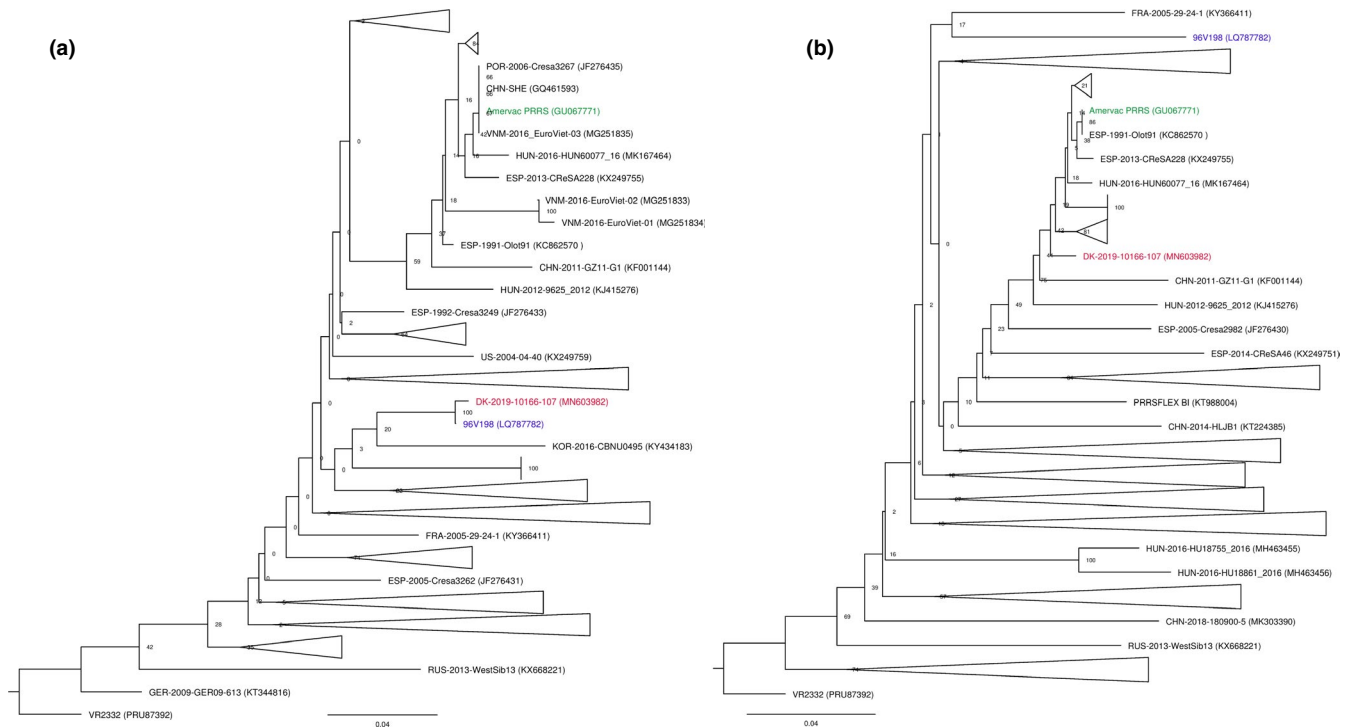 (a)
POR-2006-Cresa3267 (JF276435)
CHN-SHE (GQ461593)
Amervac PRRS (GU067771)
VNM-2016_EuroViet-03 (MG251835)
HUN-2016-HUN60077_16 (MK167464)
ESP-2013-CReSA228 (KX249755)
VNM-2016-EuroViet-02 (MG251833)
100
VNM-2016-EuroViet-01 (MG251834)
ESP-1991-Olot91 (KC862570 )
CHN-2011-GZ11-G1 (KF001144)
HUN-2012-9625_2012 (KJ415276)
ESP-1992-Cresa3249 (JF276433)
US-2004-04-40 (KX249759)
DK-2019-10166-107 (MN603982)
100
96V198 (LQ787782)
KOR-2016-CBNU0495 (KY434183)
100
FRA-2005-29-24-1 (KY366411)
ESP-2005-Cresa3262 (JF276431)
RUS-2013-WestSib13 (KX668221)
GER-2009-GER09-613 (KT344816)
VR2332 (PRU87392)
16
66
18
37
59
2
20
3
28
42
0.04
(b)
FRA-2005-29-24-1 (KY366411)
17
96V198 (LQ787782)
21
Amervac PRRS (GU067771)
86
ESP-1991-Olot91 (KC862570 )
38
ESP-2013-CReSA228 (KX249755)
HUN-2016-HUN60077_16 (MK167464)
18
100
81
DK-2019-10166-107 (MN603982)
CHN-2011-GZ11-G1 (KF001144)
HUN-2012-9625_2012 (KJ415276)
49
ESP-2005-Cresa2982 (JF276430)
23
ESP-2014-CReSA46 (KX249751)
11
PRRSFLEX BI (KT988004)
10
CHN-2014-HLJB1 (KT224385)
0
HUN-2016-HU18755_2016 (MH463455)
16
100
HUN-2016-HU18861_2016 (MH463456)
39
CHN-2018-180900-5 (MK303390)
69
RUS-2013-WestSib13 (KX668221)
VR2332 (PRU87392)
0.04